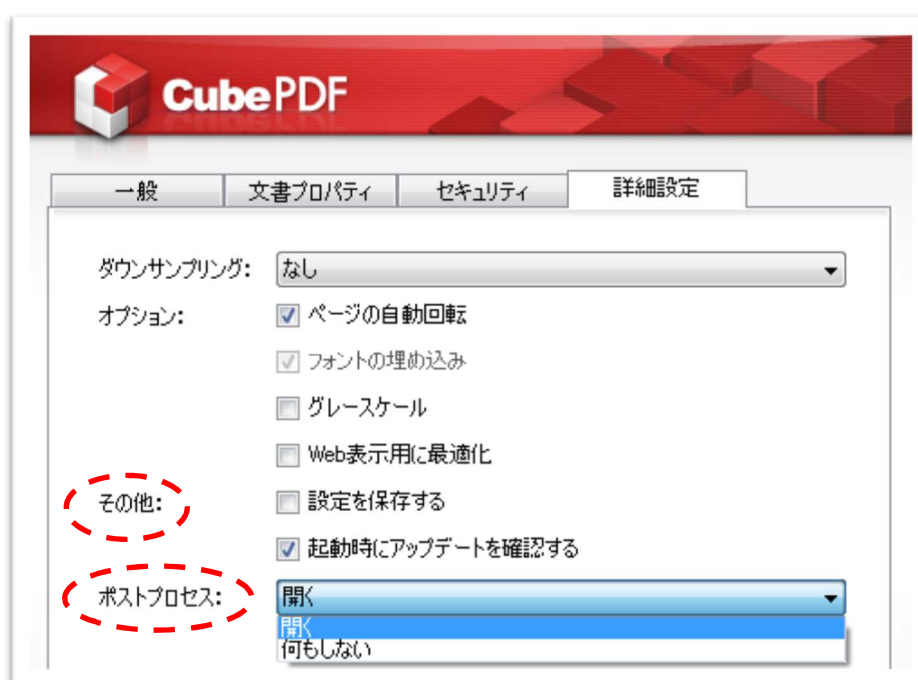 CubePDF
一般 文書プロパティ セキュリティ 詳細設定
ダウンサンプリング: なし
オプション: ページの自動回転
フォントの埋め込み
グレースケール
Web表示用に最適化
その他: 設定を保存する
起動時にアップデートを確認する
ポストプロセス: 開く
開く
何もしない